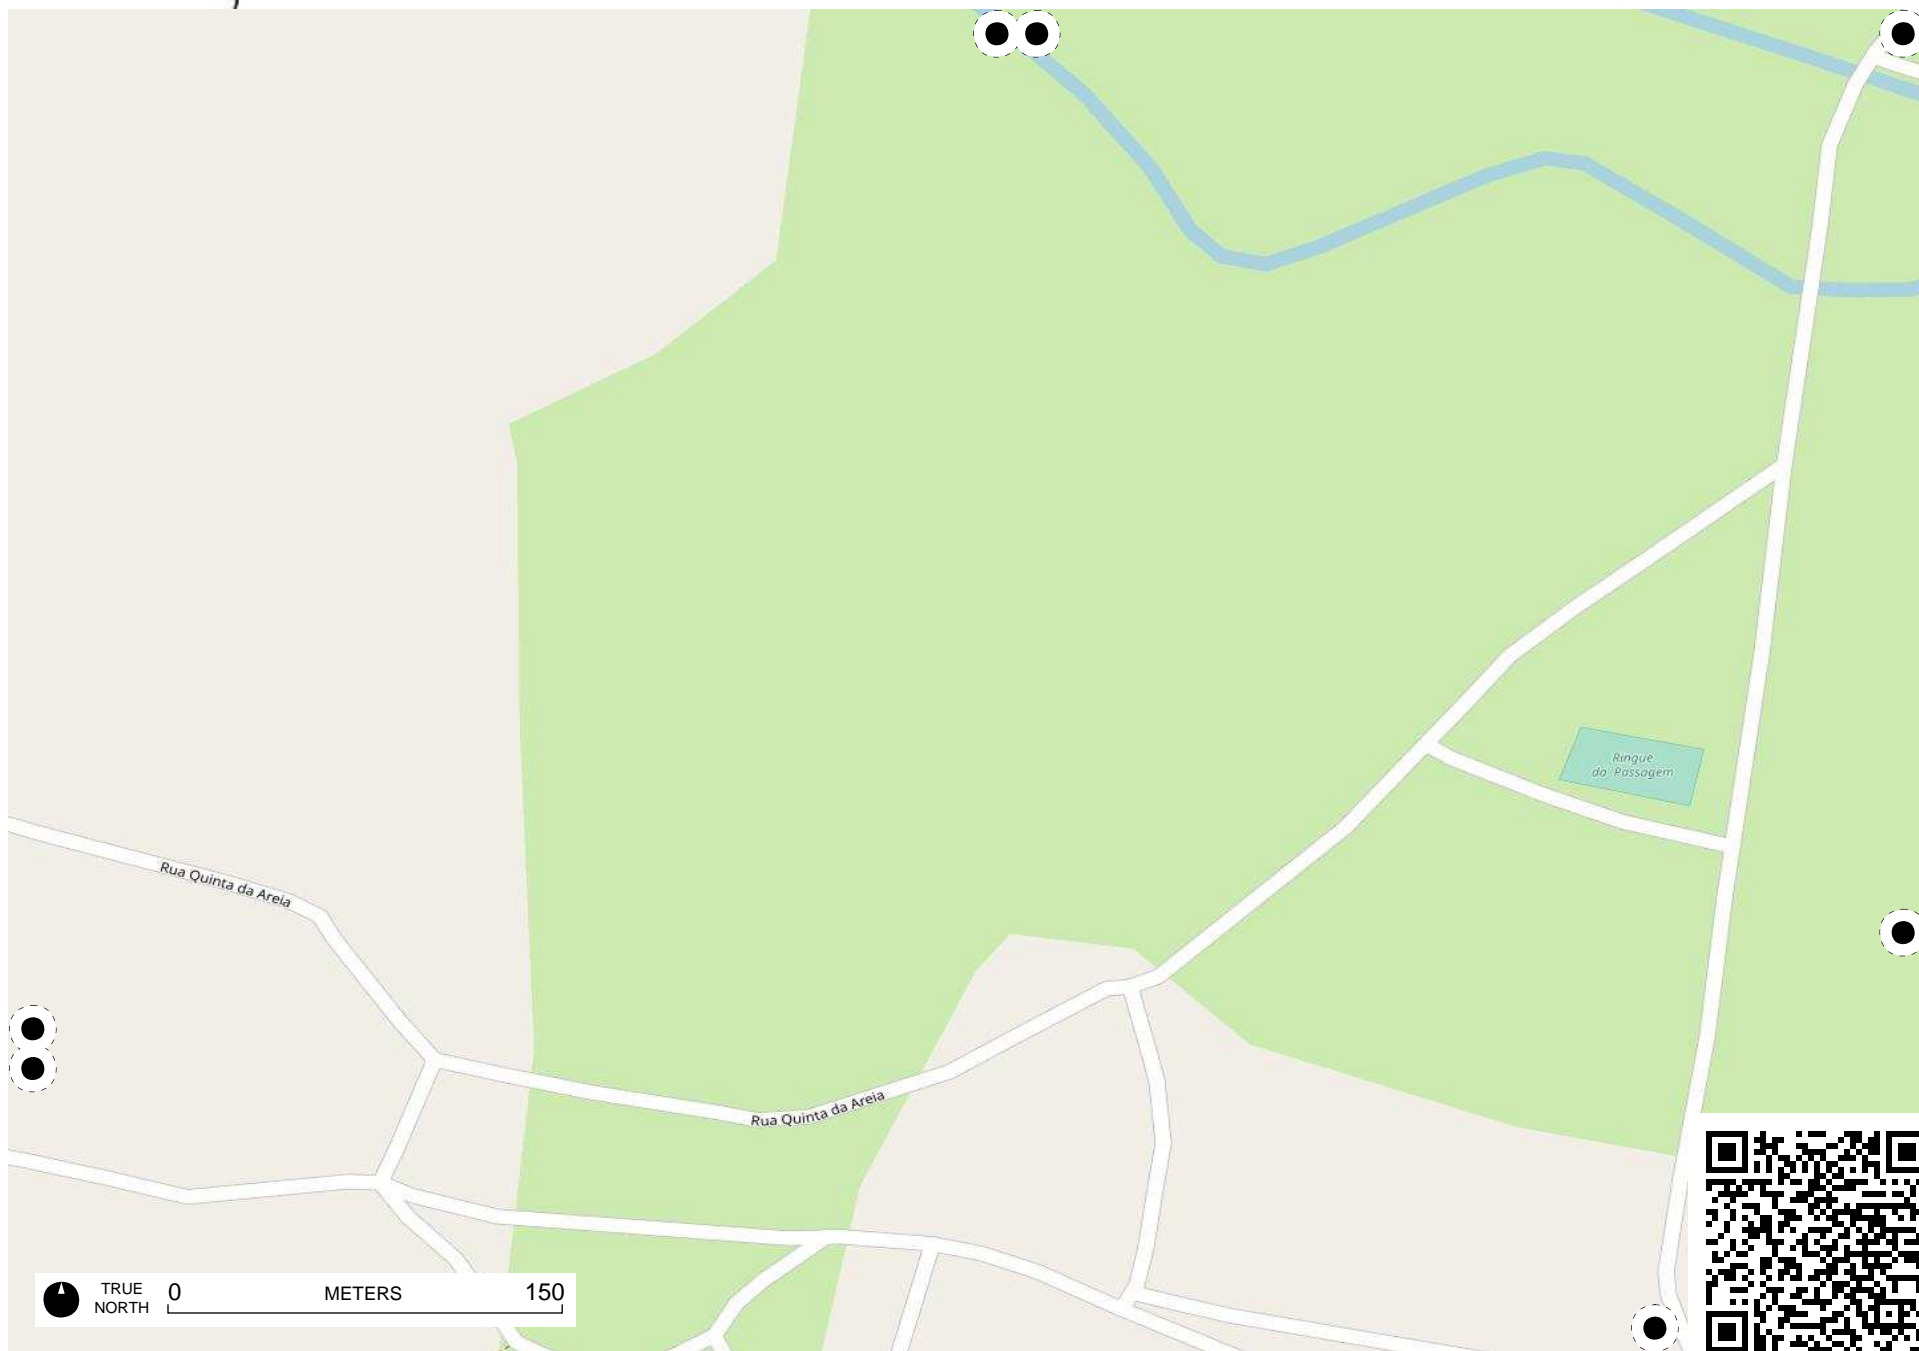 Ringue
da Passagem
Rua Quinta da Areia
Rua Quinta da Areia
TRUE
NORTH
0 METERS 150